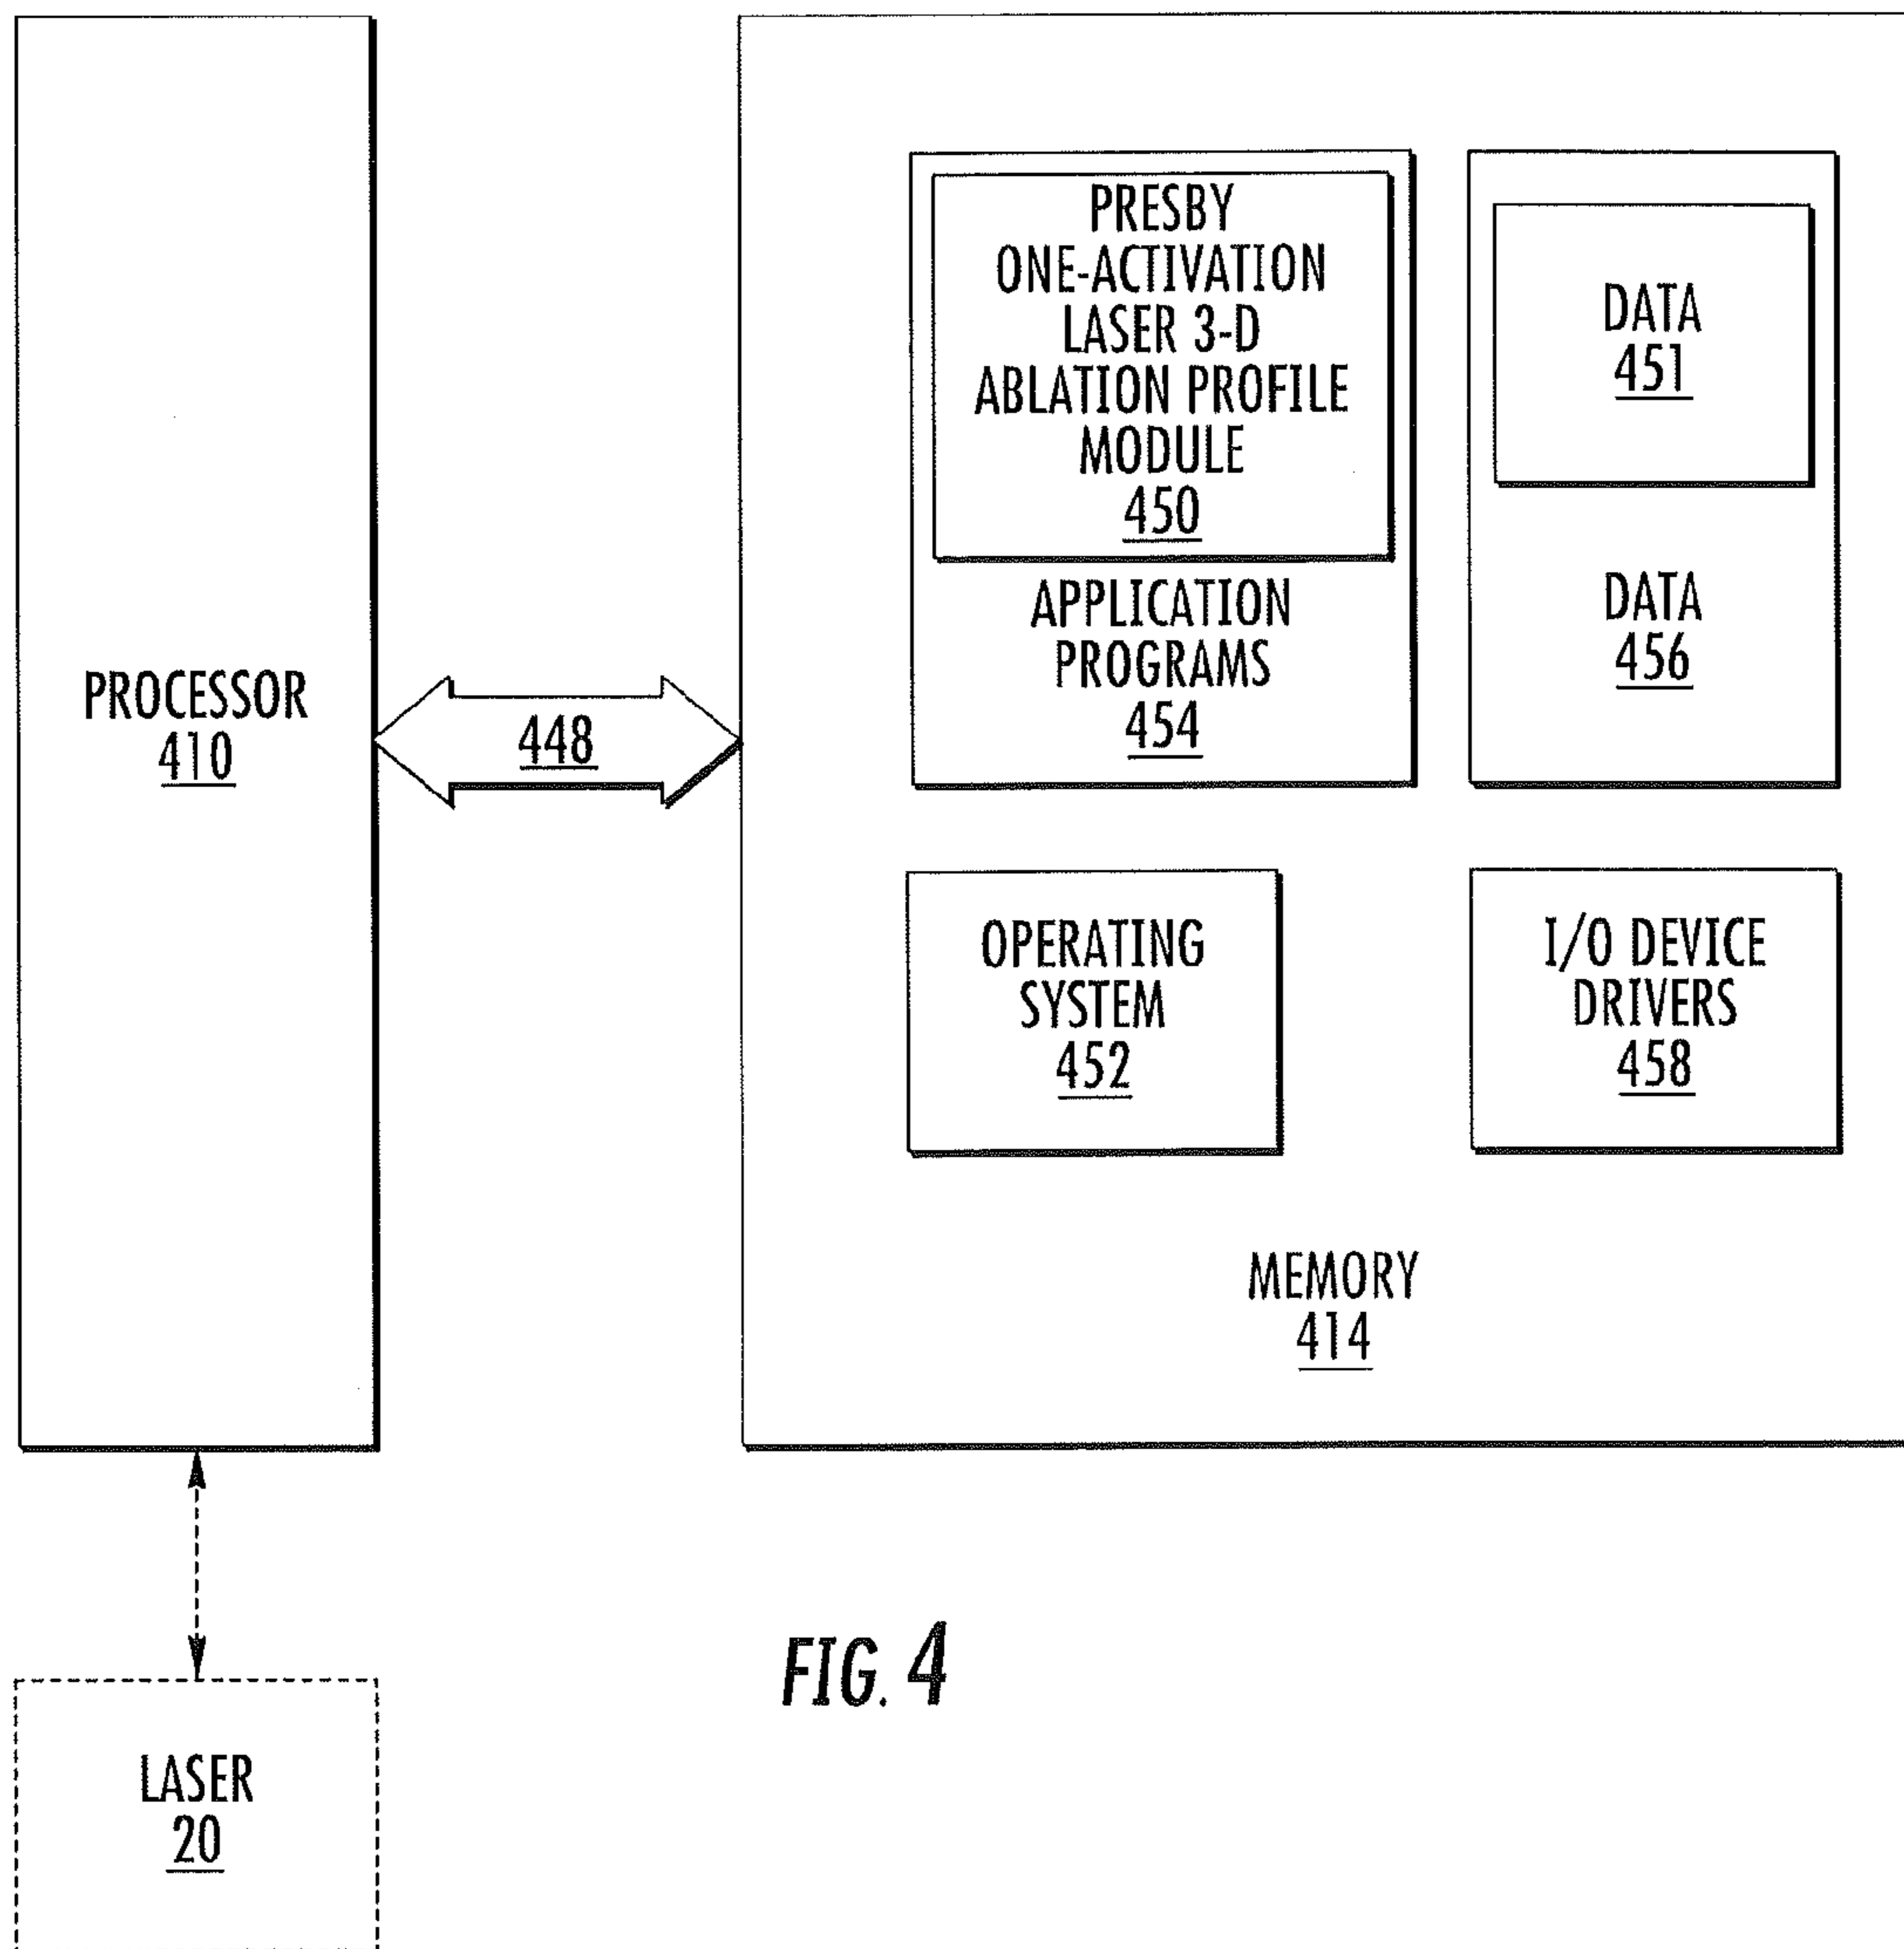 PROCESSOR
410
448
PRESBY
ONE-ACTIVATION
LASER 3-D
ABLATION PROFILE
MODULE
450
APPLICATION
PROGRAMS
454
DATA
451
DATA
456
OPERATING
SYSTEM
452
I/O DEVICE
DRIVERS
458
MEMORY
414
LASER
20
FIG. 4